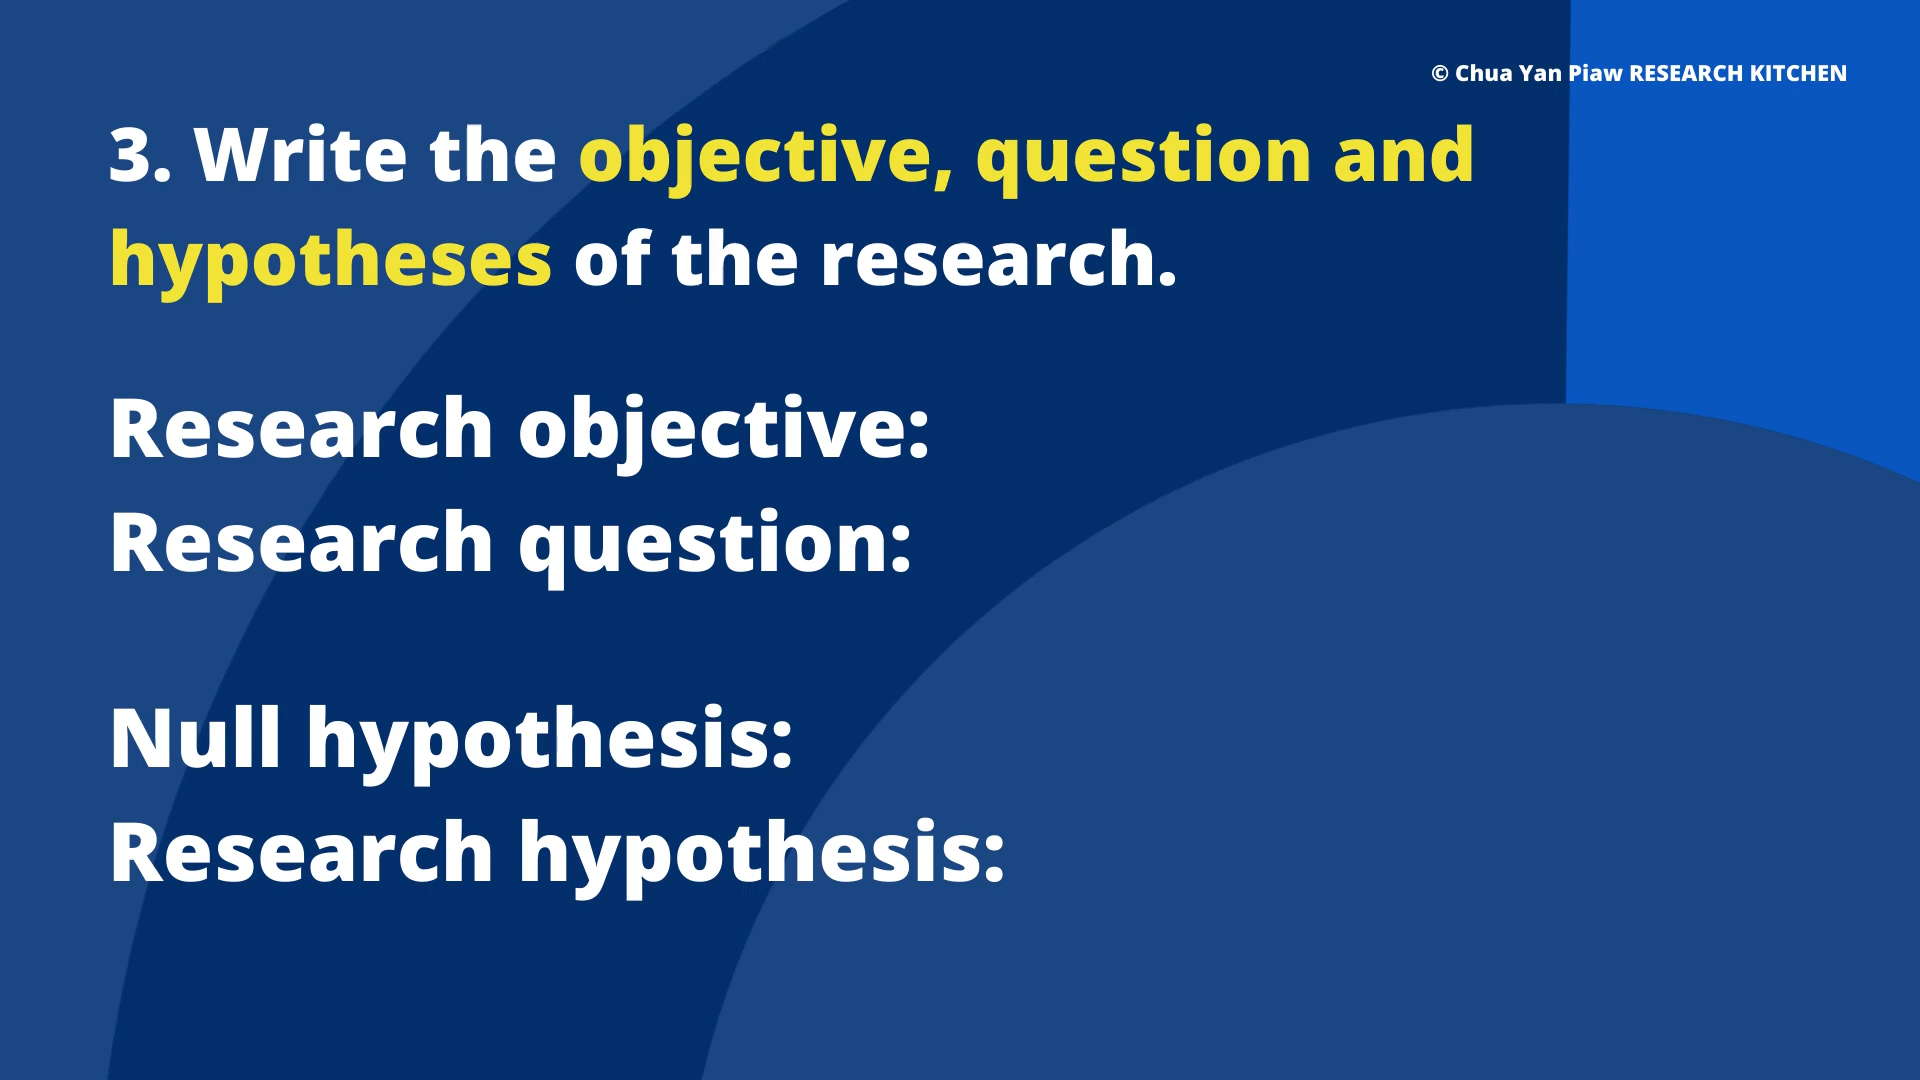 © Chua Yan Piaw RESEARCH KITCHEN
3. Write the objective, question and
hypotheses of the research.
Research objective:
Research question:
Null hypothesis:
Research hypothesis: